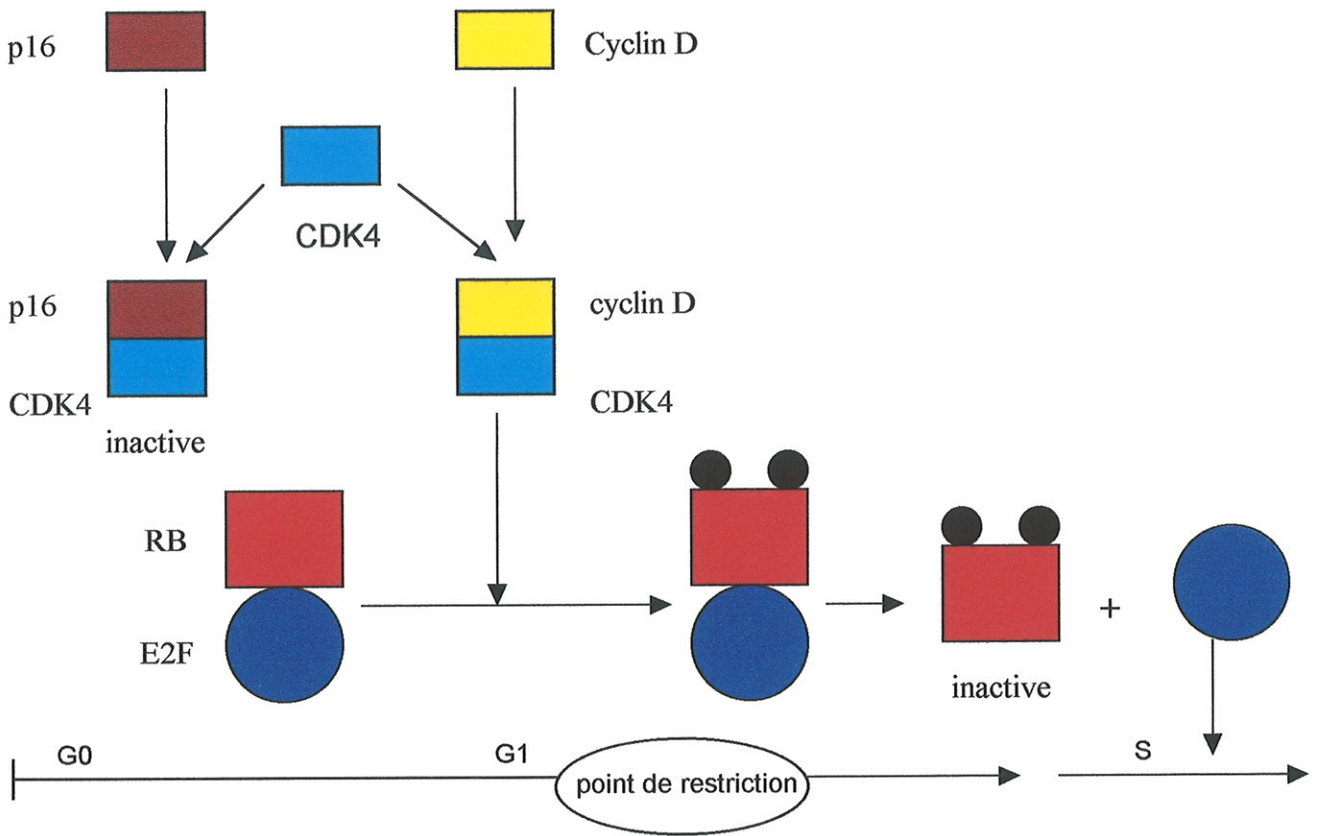 p16
Cyclin D
CDK4
p16
cyclin D
CDK4
CDK4
inactive
RB
E2F
+
inactive
G0
G1
point de restriction
S